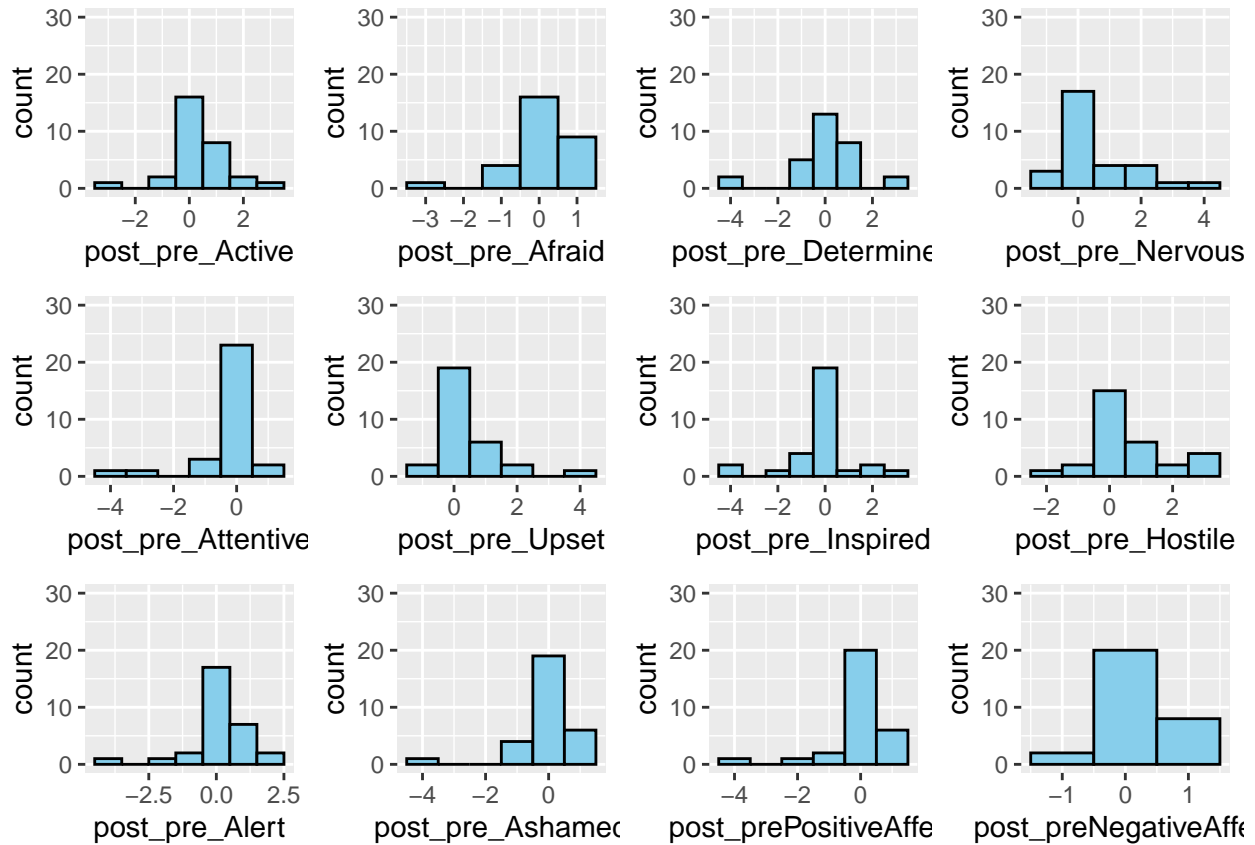 30
20
10
0
count
−2 0 2
post_pre_Active
30
20
10
0
count
−3 −2 −1 0 1
post_pre_Afraid
30
20
10
0
count
−4 −2 0 2
post_pre_Determine
30
20
10
0
count
0 2 4
post_pre_Nervous
30
20
10
0
count
−4 −2 0
post_pre_Attentive
30
20
10
0
count
0 2 4
post_pre_Upset
30
20
10
0
count
−4 −2 0 2
post_pre_Inspired
30
20
10
0
count
−2 0 2
post_pre_Hostile
30
20
10
0
count
−2.5 0.0 2.5
post_pre_Alert
30
20
10
0
count
−4 −2 0
post_pre_Ashamed
30
20
10
0
count
−4 −2 0
post_prePositiveAffe
30
20
10
0
count
−1 0 1
post_preNegativeAffe